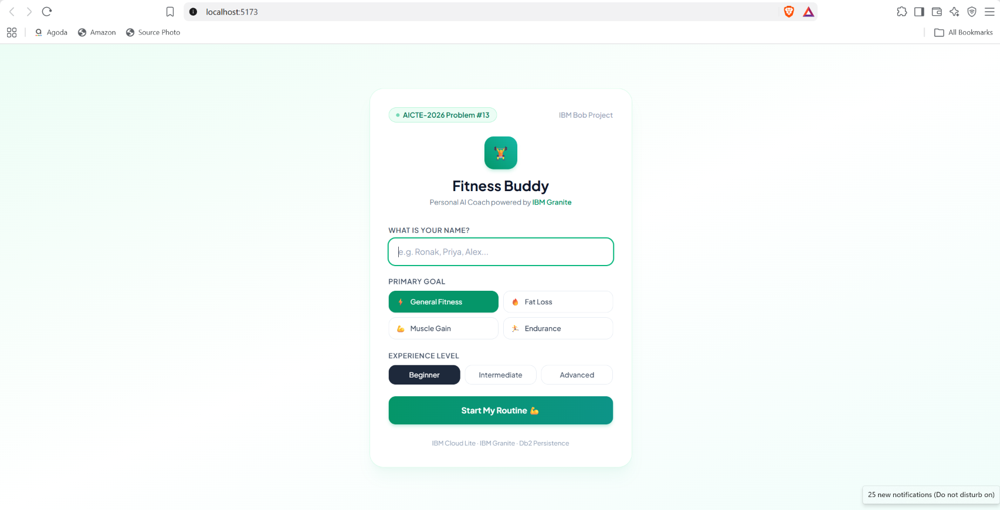 localhost:5173
Agoda
Amazon
Source Photo
All Bookmarks
AICTE-2026 Problem #13
IBM Bob Project
Fitness Buddy
Personal AI Coach powered by IBM Granite
WHAT IS YOUR NAME?
e.g. Ronak, Priya, Alex...
PRIMARY GOAL
General Fitness
Fat Loss
Muscle Gain
Endurance
EXPERIENCE LEVEL
Beginner
Intermediate
Advanced
Start My Routine 💪
IBM Cloud Lite · IBM Granite · Db2 Persistence
25 new notifications (Do not disturb on)